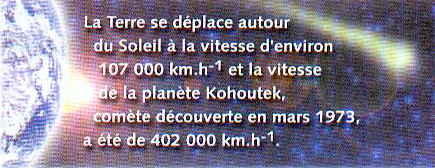 La Terre se déplace autour
du Soleil à la vitesse d'environ
107 000 km.h⁻¹ et la vitesse
de la planète Kohoutek,
comète découverte en mars 1973,
a été de 402 000 km.h⁻¹.